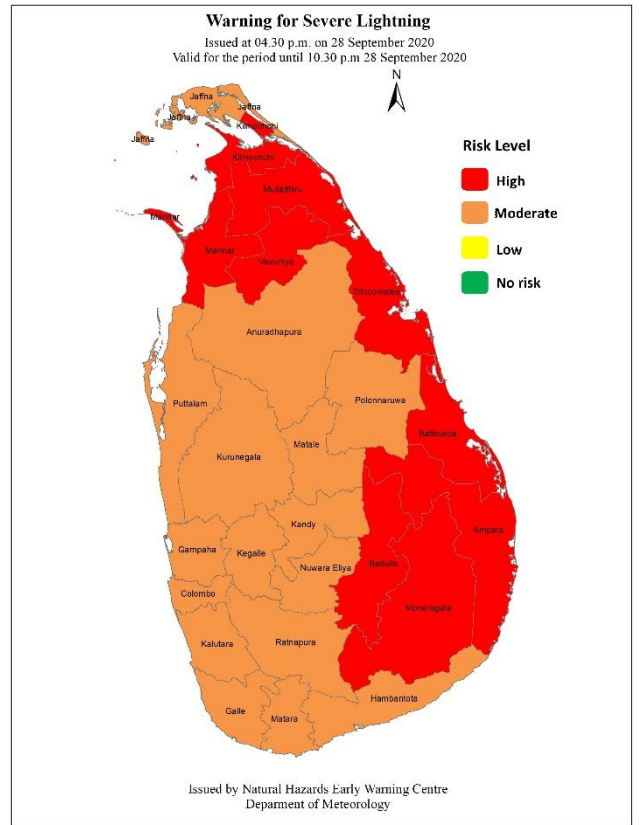 Warning for Severe Lightning
Issued at 04.30 p.m. on 28 September 2020
Valid for the period until 10.30 p.m 28 September 2020
N
Jaffna
Jaffna
Jaffna
Jaffna
Kilinochchi
Kilinochchi
Mullaitivu
Mannar
Mannar
Vavuniya
Trincomalee
Anuradhapura
Puttalam
Polonnaruwa
Batticaloa
Kurunegala
Matale
Kandy
Ampara
Gampaha
Kegalle
Nuwara Eliya
Badulla
Colombo
Moneragala
Kalutara
Ratnapura
Hambantota
Galle
Matara
Risk Level
High
Moderate
Low
No risk
Issued by Natural Hazards Early Warning Centre
Deparment of Meteorology